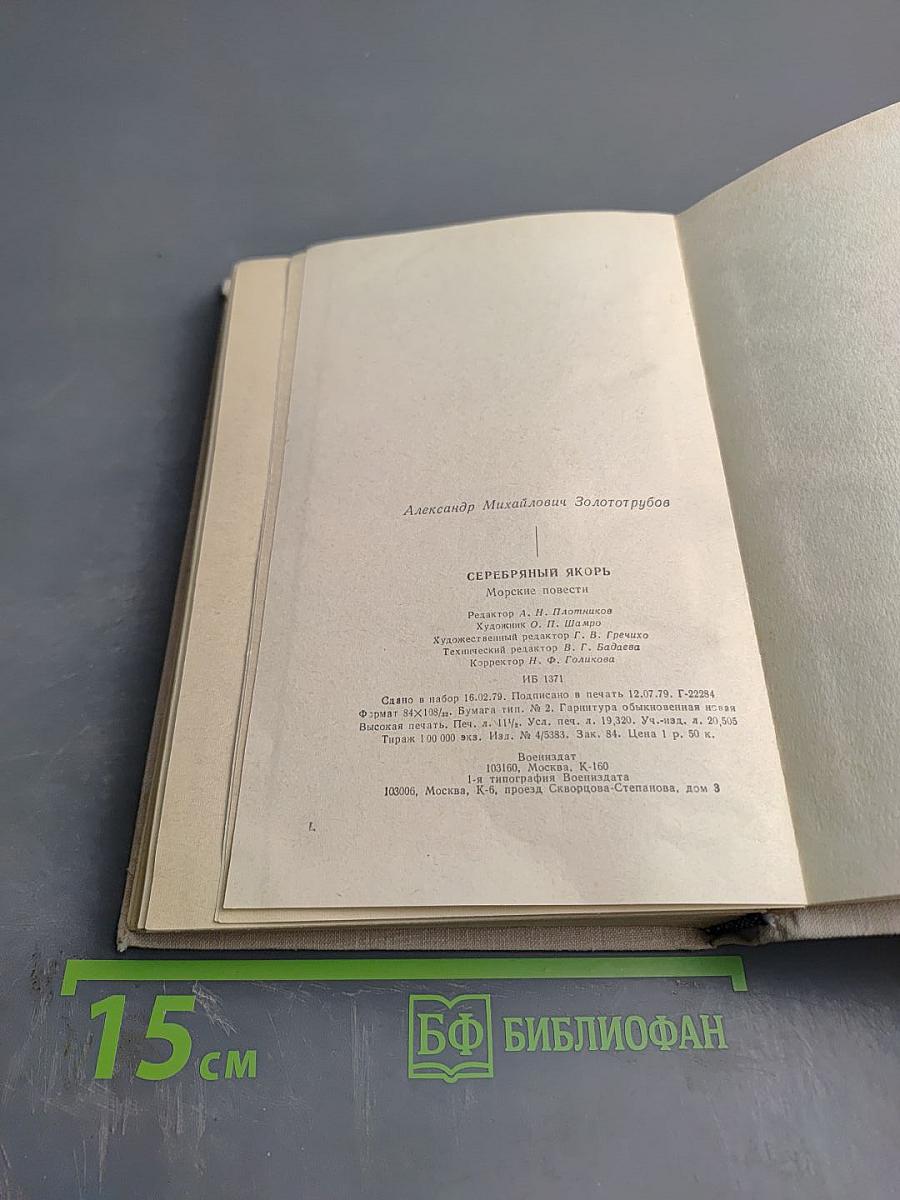 Александр Михайлович Золототрубов
СЕРЕБРЯНЫЙ ЯКОРЬ
Морские повести
Редактор А. Н. Плотников
Художник О. П. Шамро
Художественный редактор Г. В. Гречихо
Технический редактор В. Г. Бадаева
Корректор Н. Ф. Голикова
ИБ 1371
Сдано в набор 16.02.79. Подписано в печать 12.07.79. Г-22284
Формат 84×108/32. Бумага тип. № 2. Гарнитура обыкновенная новая
Высокая печать. Печ. л. 11½. Усл. печ. л. 19,320. Уч.-изд. л. 20,505
Тираж 100 000 экз. Изд. № 4/5383. Зак. 84. Цена 1 р. 50 к.
Воениздат
103160, Москва, К-160
1-я типография Воениздата
103006, Москва, К-6, проезд Скворцова-Степанова, дом 3
15 см
БФ БИБЛИОФАН